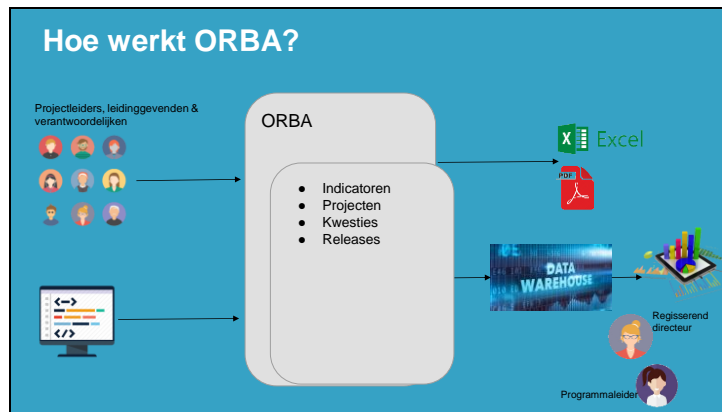 Hoe werkt ORBA?
Projectleiders, leidinggevenden &
verantwoordelijken
ORBA
● Indicatoren
● Projecten
● Kwesties
● Releases
Excel
PDF
DATA
WAREHOUSE
<-->
</>
Regisserend
directeur
Programmaleider